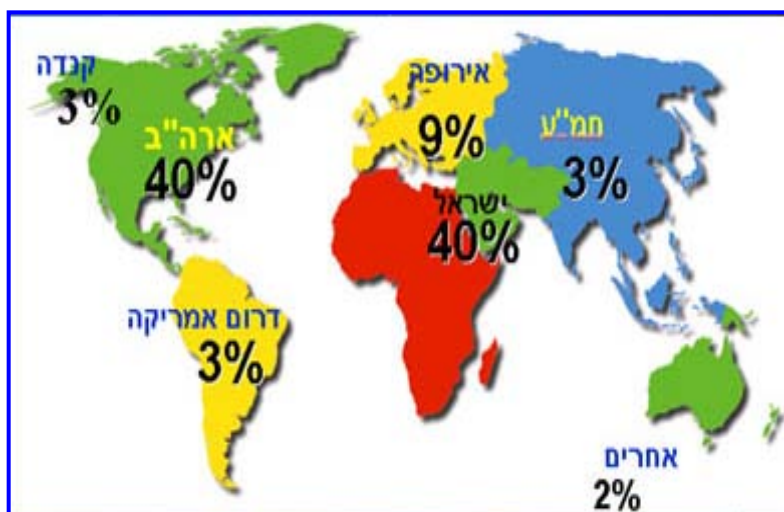 קנדה
3%
ארה"ב
40%
אירופה
9%
חמ''ע
3%
ישראל
40%
דרום אמריקה
3%
אחרים
2%